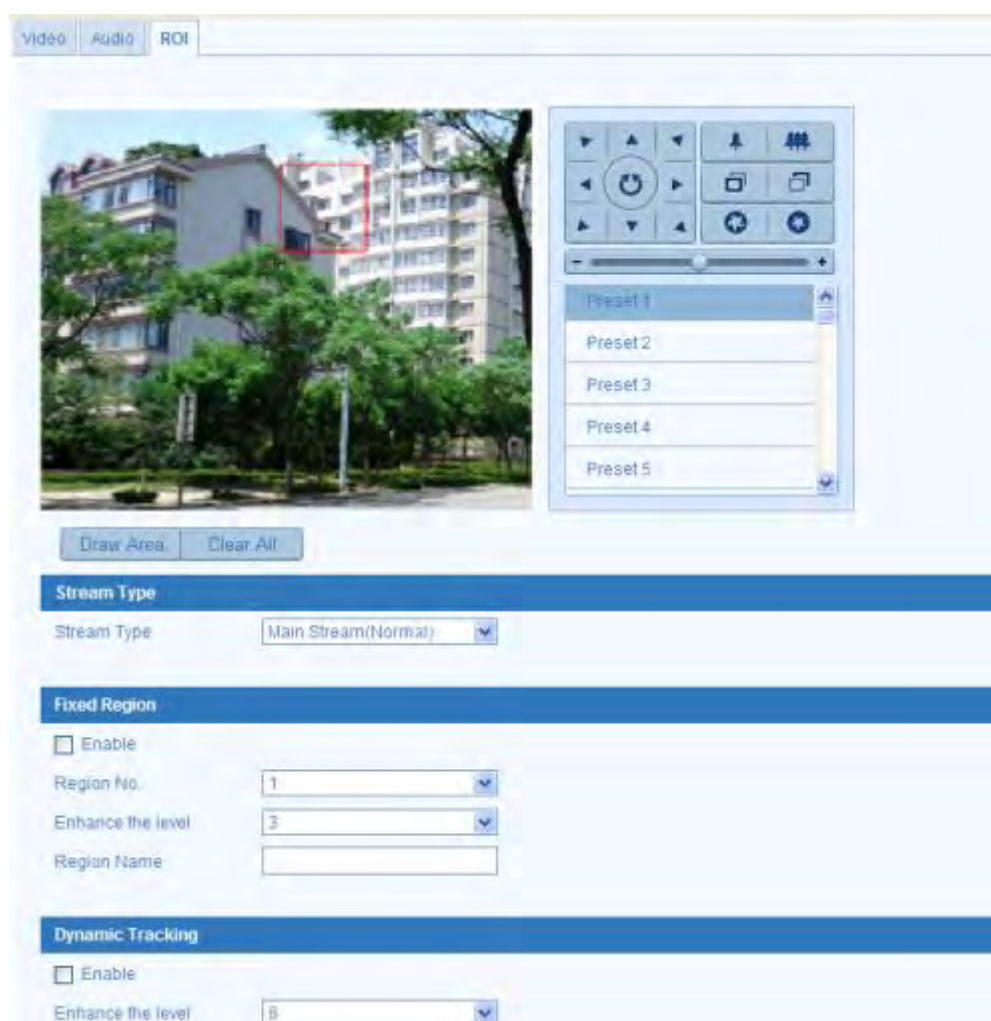 Video Audio ROI
Preset 1
Preset 2
Preset 3
Preset 4
Preset 5
Draw Area Clear All
Stream Type
Stream Type Main Stream(Normal)
Fixed Region
Enable
Region No. 1
Enhance the level 3
Region Name
Dynamic Tracking
Enable
Enhance the level 6